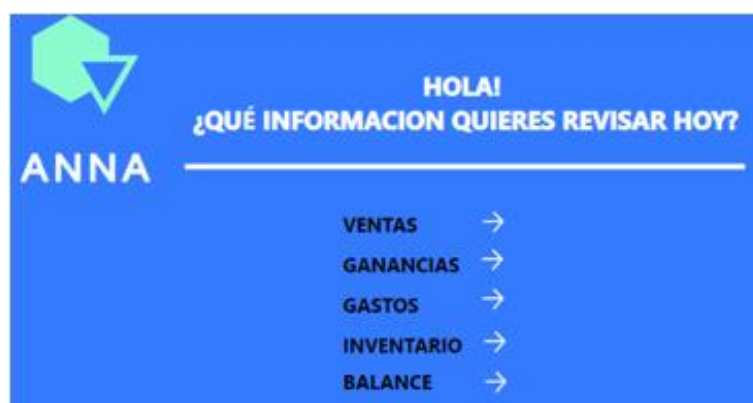 HOLA!
¿QUÉ INFORMACION QUIERES REVISAR HOY?
ANNA
VENTAS →
GANANCIAS →
GASTOS →
INVENTARIO →
BALANCE →